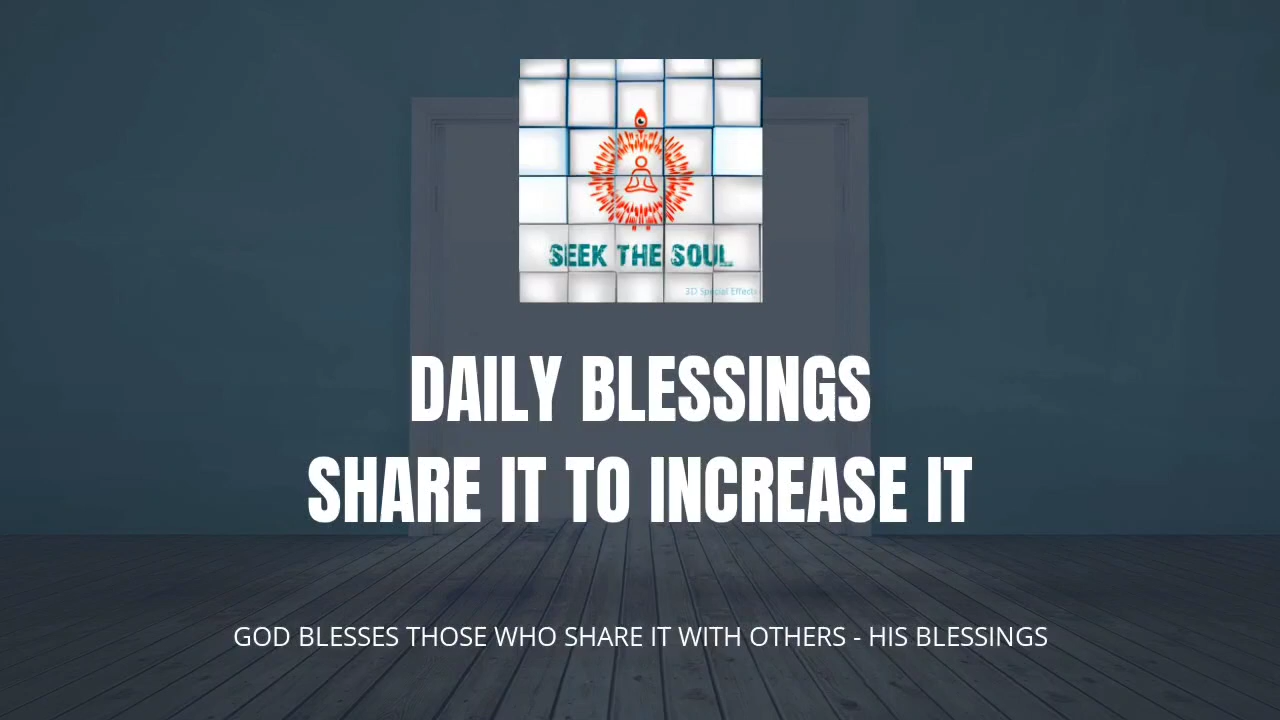 SEEK THE SOUL
3D Special Effects
DAILY BLESSINGS
SHARE IT TO INCREASE IT
GOD BLESSES THOSE WHO SHARE IT WITH OTHERS - HIS BLESSINGS